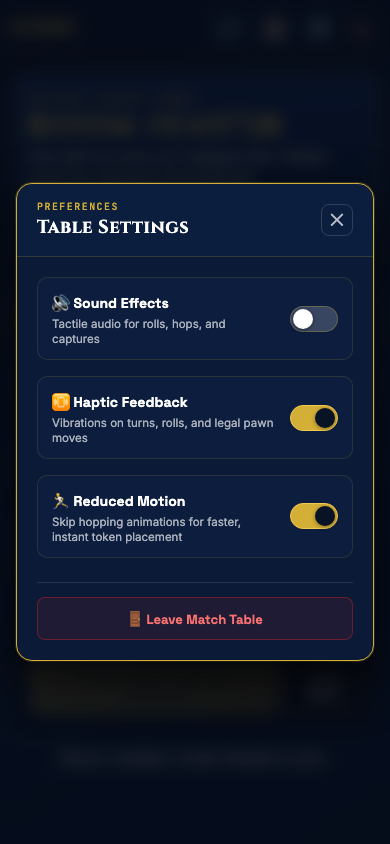 PREFERENCES
Table Settings
🔊 Sound Effects
Tactile audio for rolls, hops, and
captures
📳 Haptic Feedback
Vibrations on turns, rolls, and legal pawn
moves
🏃 Reduced Motion
Skip hopping animations for faster,
instant token placement
🚪 Leave Match Table